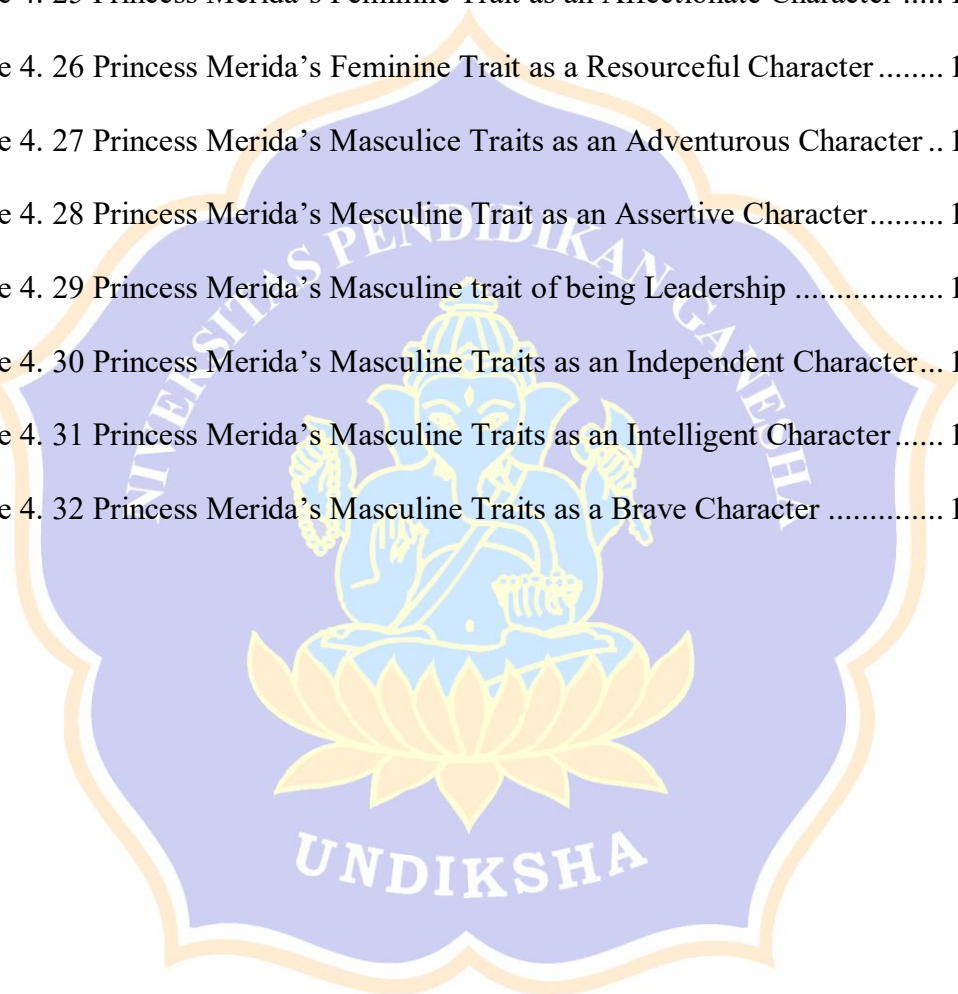 e 4. 25 Princess Merida’s Feminine Trait as an Affectionate Character ..... 1
e 4. 26 Princess Merida’s Feminine Trait as a Resourceful Character ........ 1
e 4. 27 Princess Merida’s Masculice Traits as an Adventurous Character .. 1
e 4. 28 Princess Merida’s Mesculine Trait as an Assertive Character......... 1
e 4. 29 Princess Merida’s Masculine trait of being Leadership .................. 1
e 4. 30 Princess Merida’s Masculine Traits as an Independent Character... 1
e 4. 31 Princess Merida’s Masculine Traits as an Intelligent Character ...... 1
e 4. 32 Princess Merida’s Masculine Traits as a Brave Character .............. 1
NIVERSITAS PENDIDIKAN GANESHA
UNDIKSHA